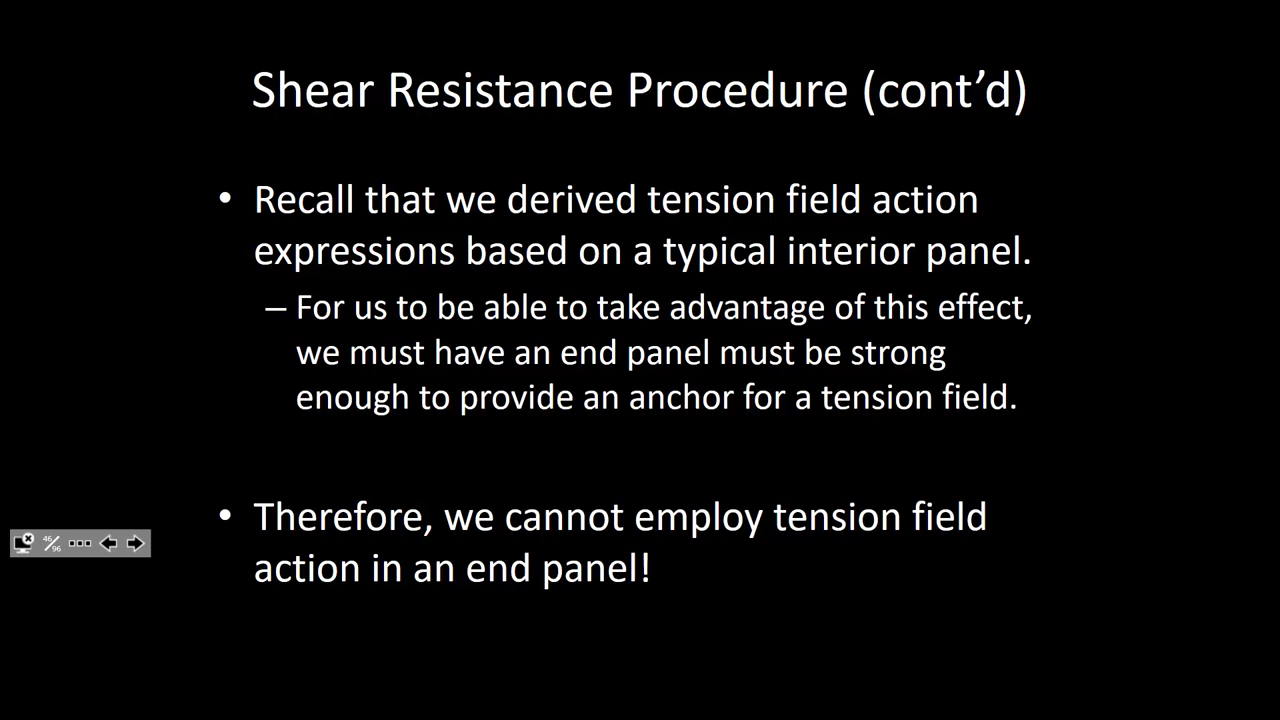 Shear Resistance Procedure (cont’d)
• Recall that we derived tension field action
expressions based on a typical interior panel.
– For us to be able to take advantage of this effect,
we must have an end panel must be strong
enough to provide an anchor for a tension field.
• Therefore, we cannot employ tension field
action in an end panel!
46/96